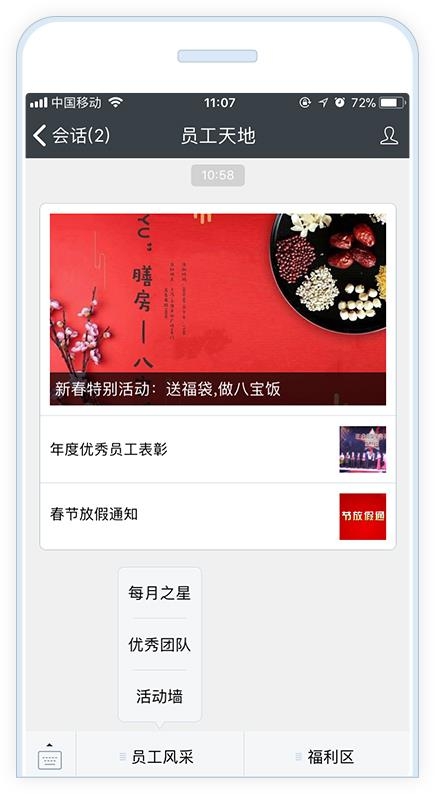 中国移动
11:07
72%
会话(2)
员工天地
10:58
膳房一八
新春特别活动：送福袋,做八宝饭
年度优秀员工表彰
春节放假通知
节放假通
每月之星
优秀团队
活动墙
员工风采
福利区